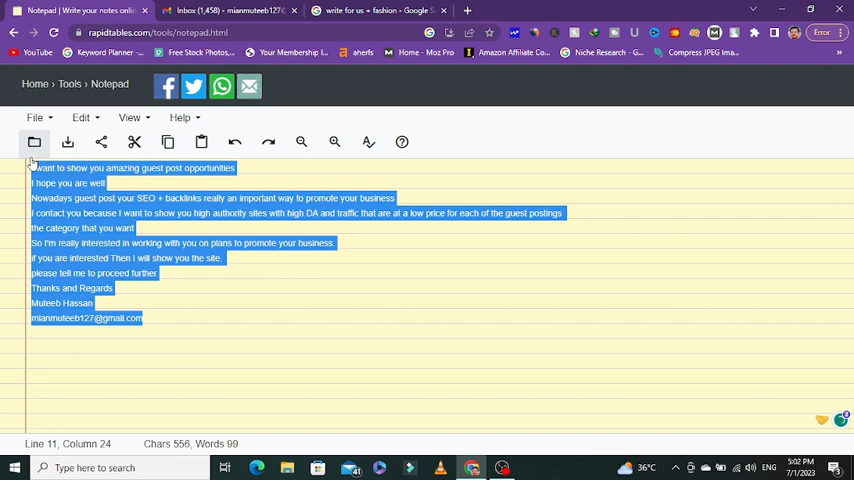 Notepad | Write your notes onlin
Inbox (1,458) - mianmuteeb127@
write for us + fashion - Google S
rapidtables.com/tools/notepad.html
Error
YouTube
Keyword Planner -...
Free Stock Photos,...
Your Membership I...
aherfs
Home - Moz Pro
Amazon Affiliate Co...
Niche Research - G...
Compress JPEG Ima...
Home › Tools › Notepad
File Edit View Help
want to show you amazing guest post opportunities
I hope you are well
Nowadays guest post your SEO + backlinks really an important way to promote your business
I contact you because I want to show you high authority sites with high DA and traffic that are at a low price for each of the guest postings
the category that you want
So I'm really interested in working with you on plans to promote your business.
if you are interested Then I will show you the site.
please tell me to proceed further
Thanks and Regards
Muteeb Hassan
mianmuteeb127@gmail.com
Line 11, Column 24 Chars 556, Words 99
Type here to search
41
36°C
ENG
5:02 PM
7/1/2023
3